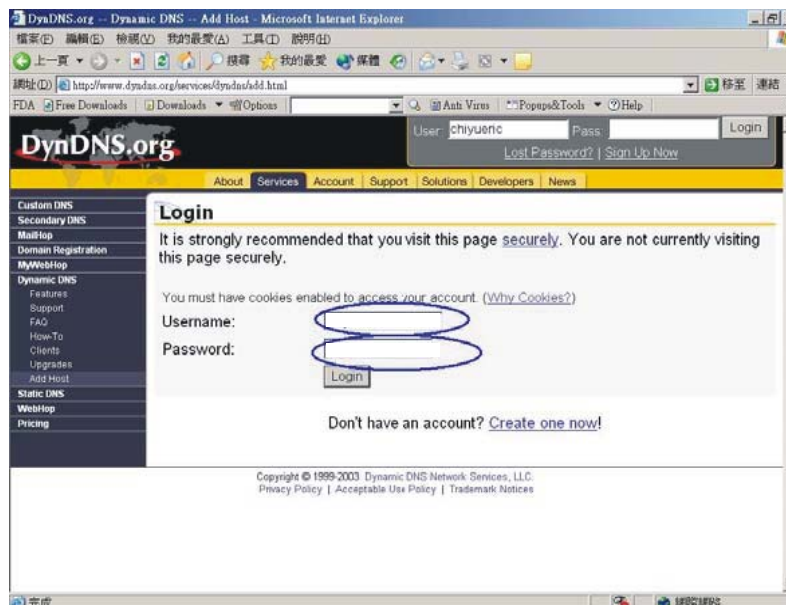 DynDNS.org -- Dynamic DNS -- Add Host - Microsoft Internet Explorer
檔案(F) 編輯(E) 檢視(V) 我的最愛(A) 工具(T) 說明(H)
上一頁 搜尋 我的最愛 媒體
網址(D) http://www.dyndns.org/services/dyndns/add.html 移至 連結
FDA Free Downloads Downloads Options Anti Virus Popups&Tools Help
DynDNS.org
User: chiyueric Pass: Login
Lost Password? | Sign Up Now
About Services Account Support Solutions Developers News
Custom DNS
Secondary DNS
MailHop
Domain Registration
MyWebHop
Dynamic DNS
Features
Support
FAQ
How-To
Clients
Upgrades
Add Host
Static DNS
WebHop
Pricing
Login
It is strongly recommended that you visit this page securely. You are not currently visiting
this page securely.
You must have cookies enabled to access your account. (Why Cookies?)
Username:
Password:
Login
Don't have an account? Create one now!
Copyright © 1999-2003 Dynamic DNS Network Services, LLC.
Privacy Policy | Acceptable Use Policy | Trademark Notices
完成 網際網路